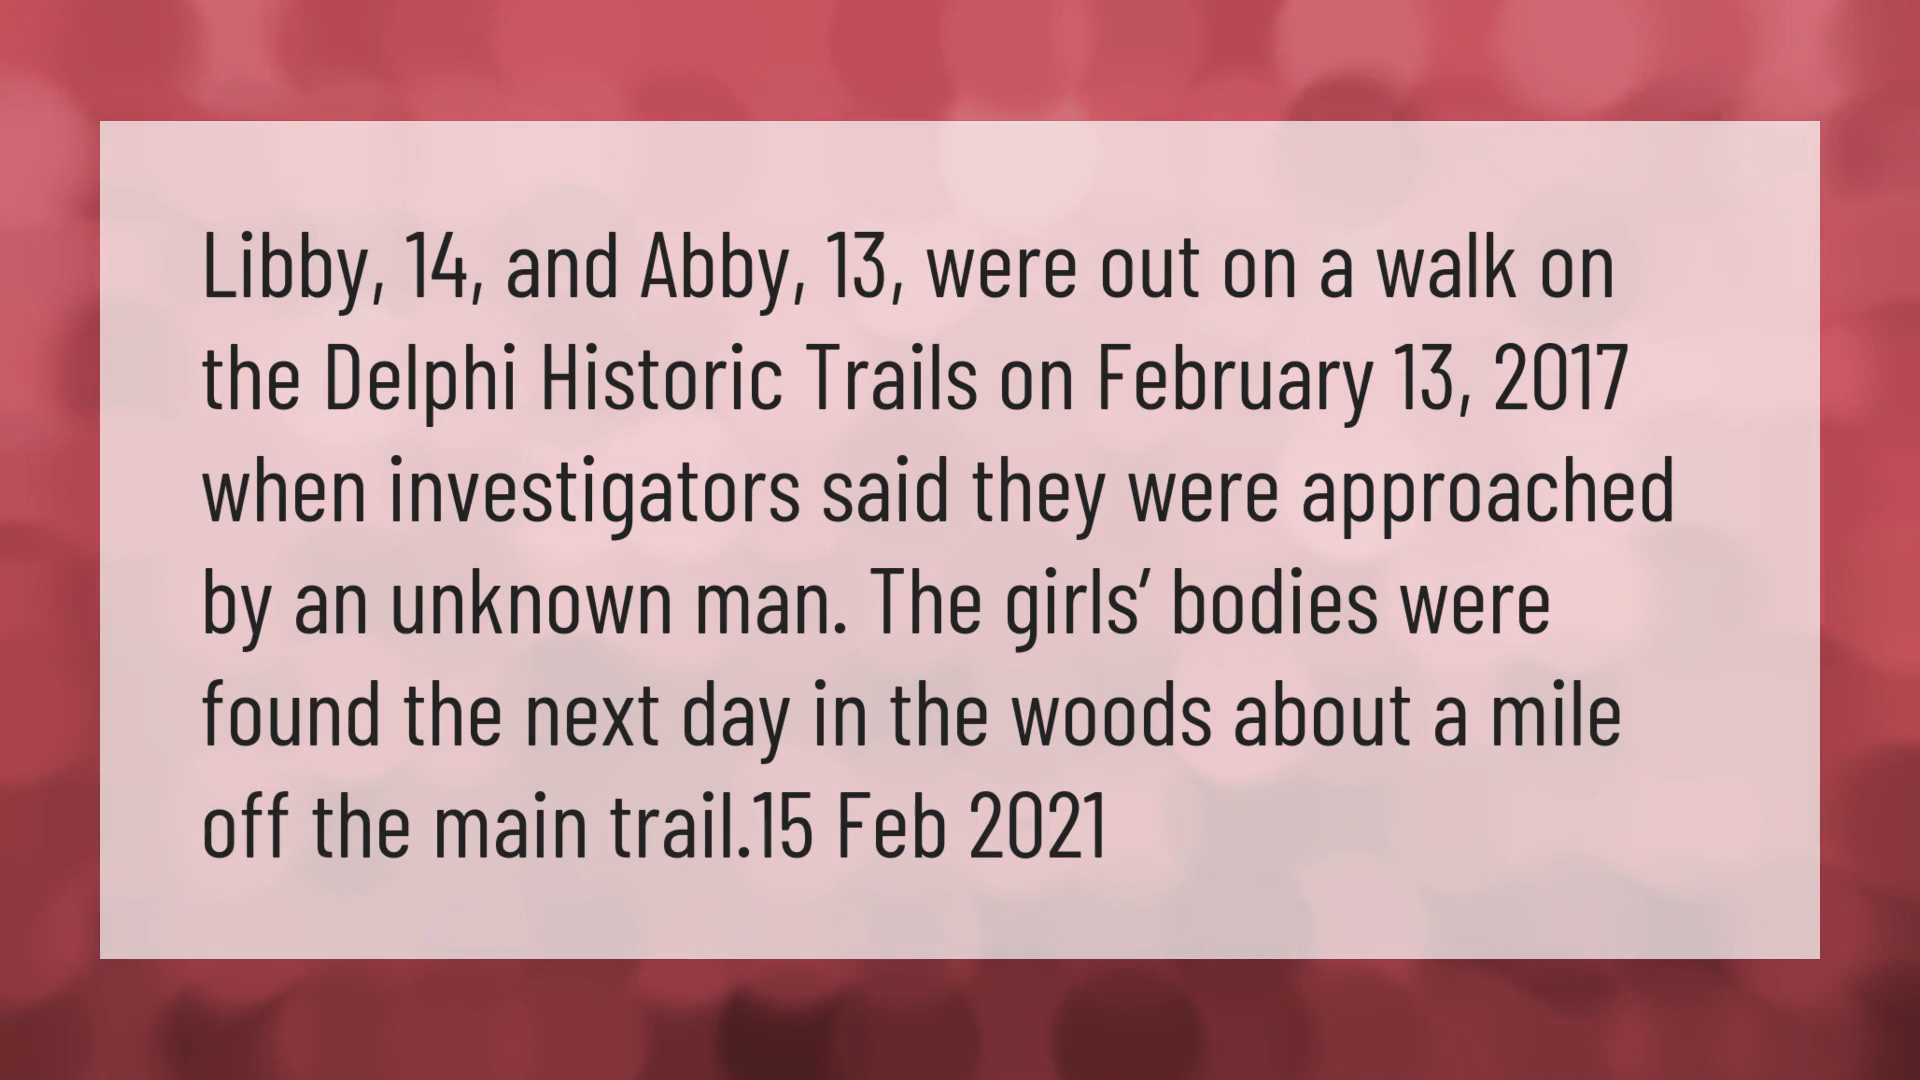 Libby, 14, and Abby, 13, were out on a walk on
the Delphi Historic Trails on February 13, 2017
when investigators said they were approached
by an unknown man. The girls’ bodies were
found the next day in the woods about a mile
off the main trail.15 Feb 2021